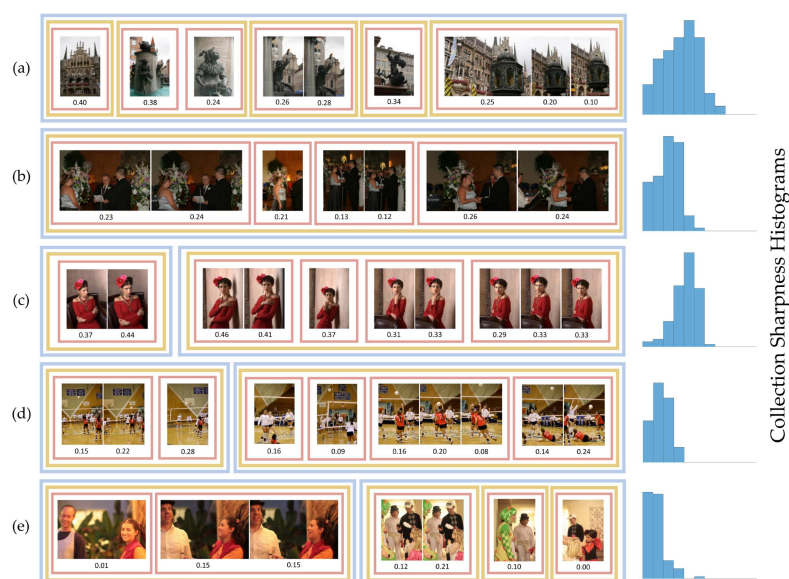 (a)
0.40 0.38 0.24 0.26 0.28 0.34 0.25 0.20 0.10
(b)
0.23 0.24 0.21 0.13 0.12 0.26 0.24
(c)
0.37 0.44 0.46 0.41 0.31 0.33 0.29 0.33 0.33
(d)
0.15 0.22 0.28 0.16 0.09 0.16 0.20 0.08 0.14 0.24
(e)
0.01 0.15 0.15 0.12 0.21 0.10 0.00
Collection Sharpness Histograms